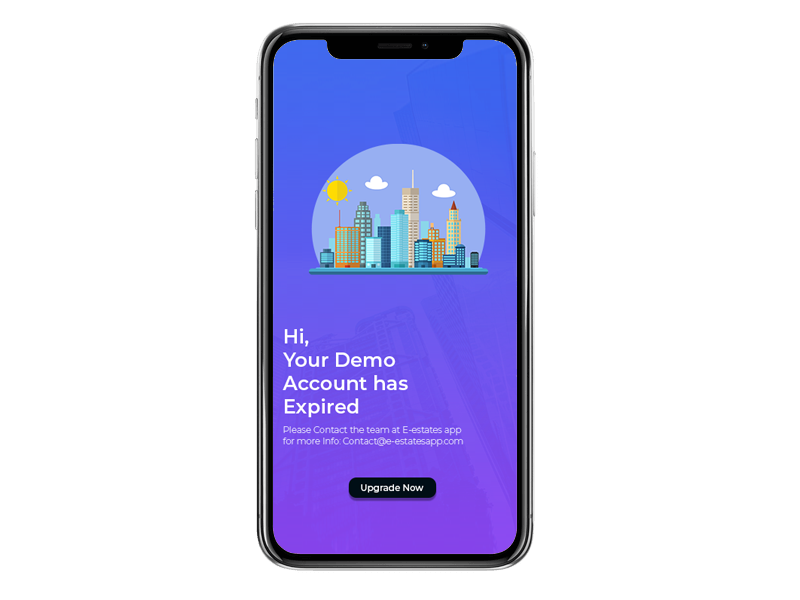 Hi,
Your Demo
Account has
Expired
Please Contact the team at E-estates app
for more Info: Contact@e-estatesapp.com
Upgrade Now